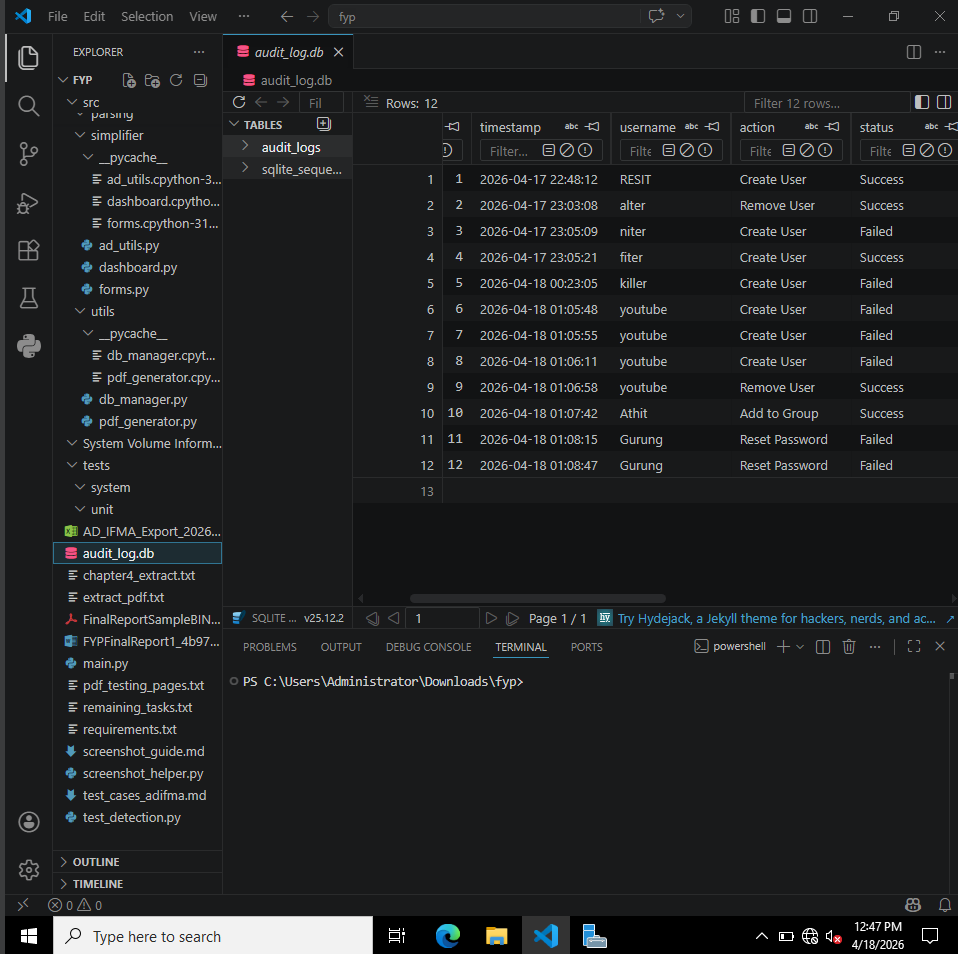 File Edit Selection View ··· fyp
EXPLORER ···
FYP
src
parsing
simplifier
__pycache__
ad_utils.cpython-3...
dashboard.cpytho...
forms.cpython-31...
ad_utils.py
dashboard.py
forms.py
utils
__pycache__
db_manager.cpyt...
pdf_generator.cpy...
db_manager.py
pdf_generator.py
System Volume Inform...
tests
system
unit
AD_IFMA_Export_2026...
audit_log.db
chapter4_extract.txt
extract_pdf.txt
FinalReportSampleBIN...
FYPFinalReport1_4b97...
main.py
pdf_testing_pages.txt
remaining_tasks.txt
requirements.txt
screenshot_guide.md
screenshot_helper.py
test_cases_adifma.md
test_detection.py
OUTLINE
TIMELINE
audit_log.db
audit_log.db
Fil Rows: 12 Filter 12 rows...
TABLES
audit_logs
sqlite_seque...
timestamp abc username abc action abc status abc
Filter... Filte Filte Filte
1 1 2026-04-17 22:48:12 RESIT Create User Success
2 2 2026-04-17 23:03:08 alter Remove User Success
3 3 2026-04-17 23:05:09 niter Create User Failed
4 4 2026-04-17 23:05:21 fiter Create User Success
5 5 2026-04-18 00:23:05 killer Create User Failed
6 6 2026-04-18 01:05:48 youtube Create User Failed
7 7 2026-04-18 01:05:55 youtube Create User Failed
8 8 2026-04-18 01:06:11 youtube Create User Failed
9 9 2026-04-18 01:06:58 youtube Remove User Success
10 10 2026-04-18 01:07:42 Athit Add to Group Success
11 11 2026-04-18 01:08:15 Gurung Reset Password Failed
12 12 2026-04-18 01:08:47 Gurung Reset Password Failed
13
SQLITE ... v25.12.2 1 Page 1 / 1 Try Hydejack, a Jekyll theme for hackers, nerds, and ac...
PROBLEMS OUTPUT DEBUG CONSOLE TERMINAL PORTS powershell
PS C:\Users\Administrator\Downloads\fyp>
0 0
Type here to search
12:47 PM
4/18/2026